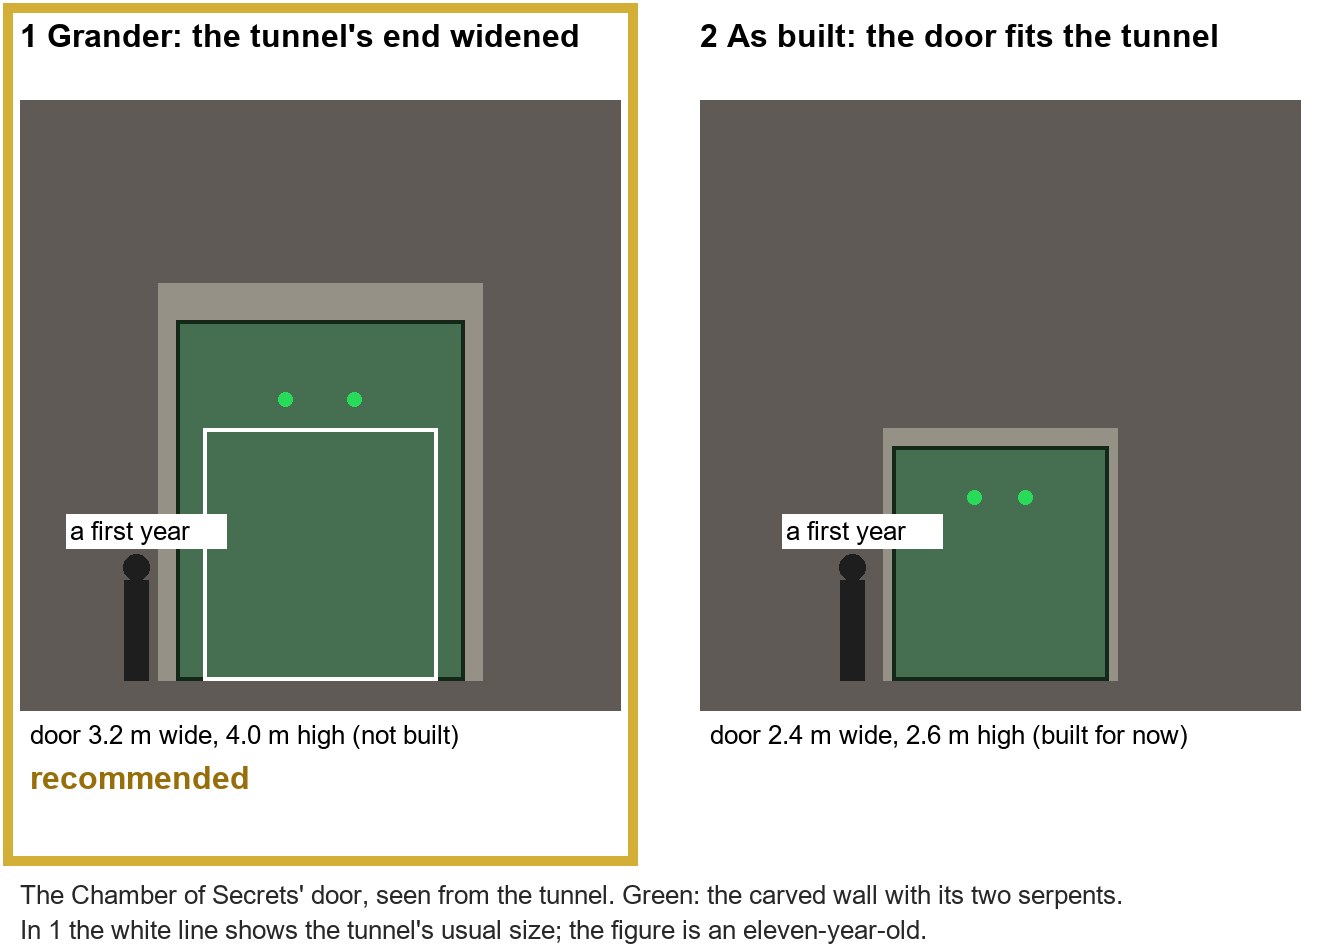 1 Grander: the tunnel's end widened
a first year
door 3.2 m wide, 4.0 m high (not built)
recommended
2 As built: the door fits the tunnel
a first year
door 2.4 m wide, 2.6 m high (built for now)
The Chamber of Secrets' door, seen from the tunnel. Green: the carved wall with its two serpents.
In 1 the white line shows the tunnel's usual size; the figure is an eleven-year-old.